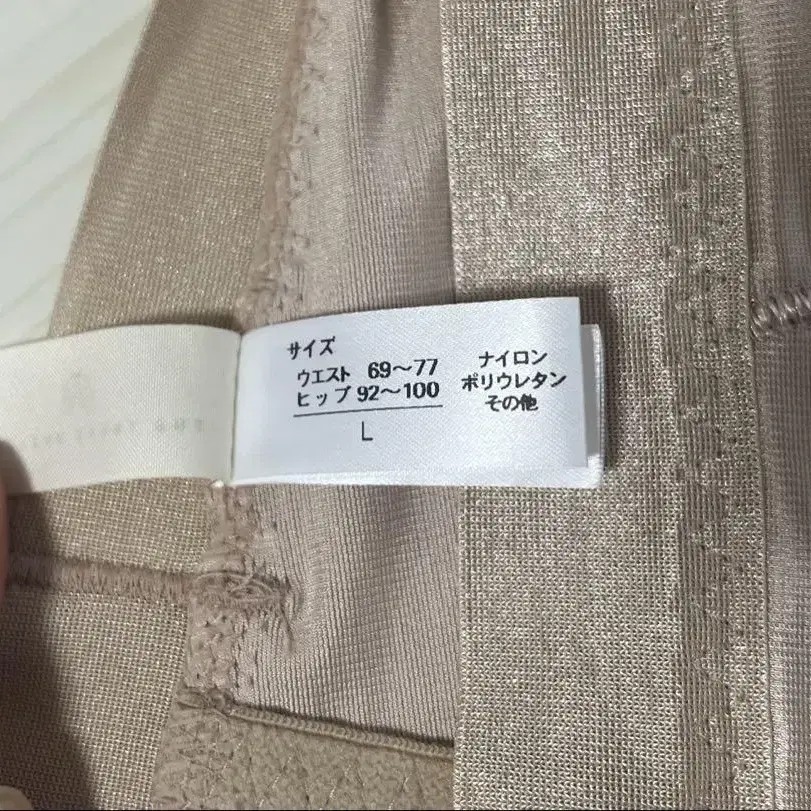 サイズ
ウエスト 69～77
ヒップ 92～100
L
ナイロン
ポリウレタン
その他